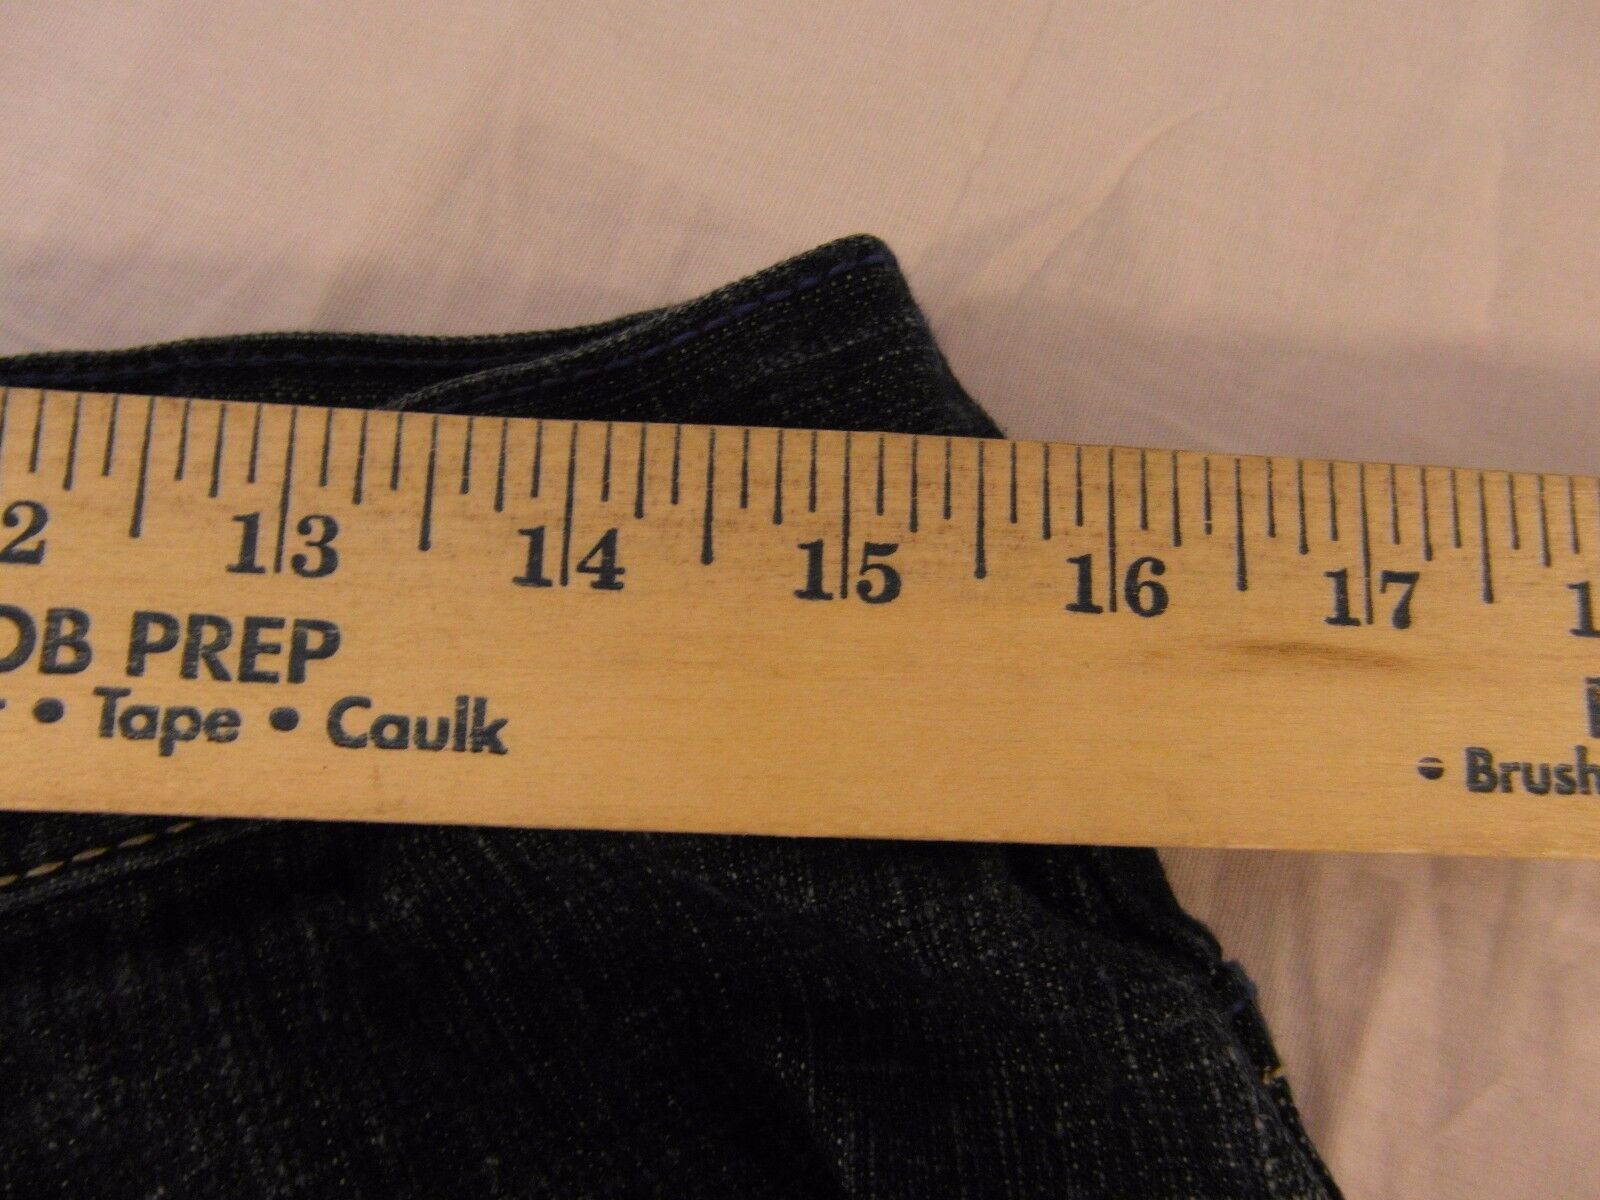 2 13 14 15 16 17 1
OB PREP
• Tape • Caulk
• Brush